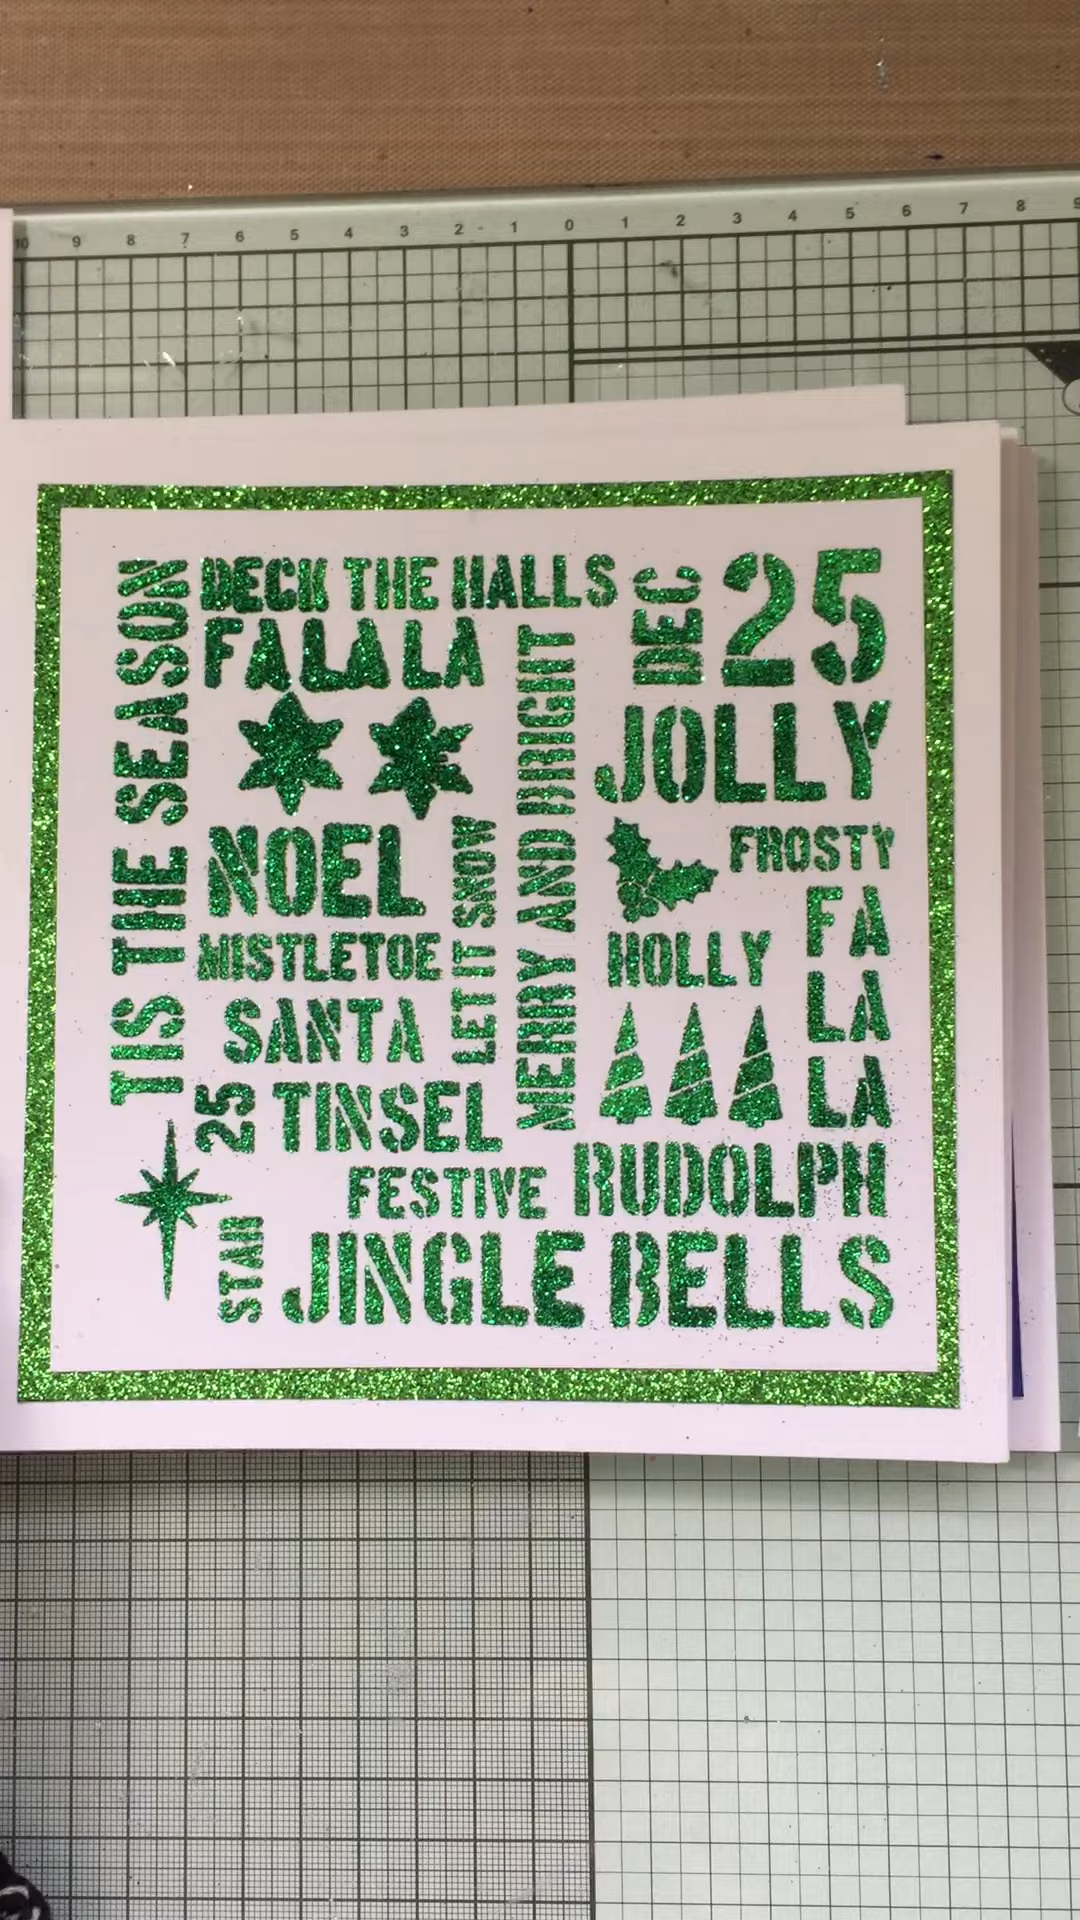 10 9 8 7 6 5 4 3 2 1 0 1 2 3 4 5 6 7 8 9
TIS THE SEASON
DECK THE HALLS
FALALALA
DEC
25
MERRY AND BRIGHT
JOLLY
NOEL
LET IT SNOW
FROSTY
MISTLETOE
HOLLY
FA
LA
LA
SANTA
25
TINSEL
FESTIVE
RUDOLPH
STAR
JINGLE BELLS